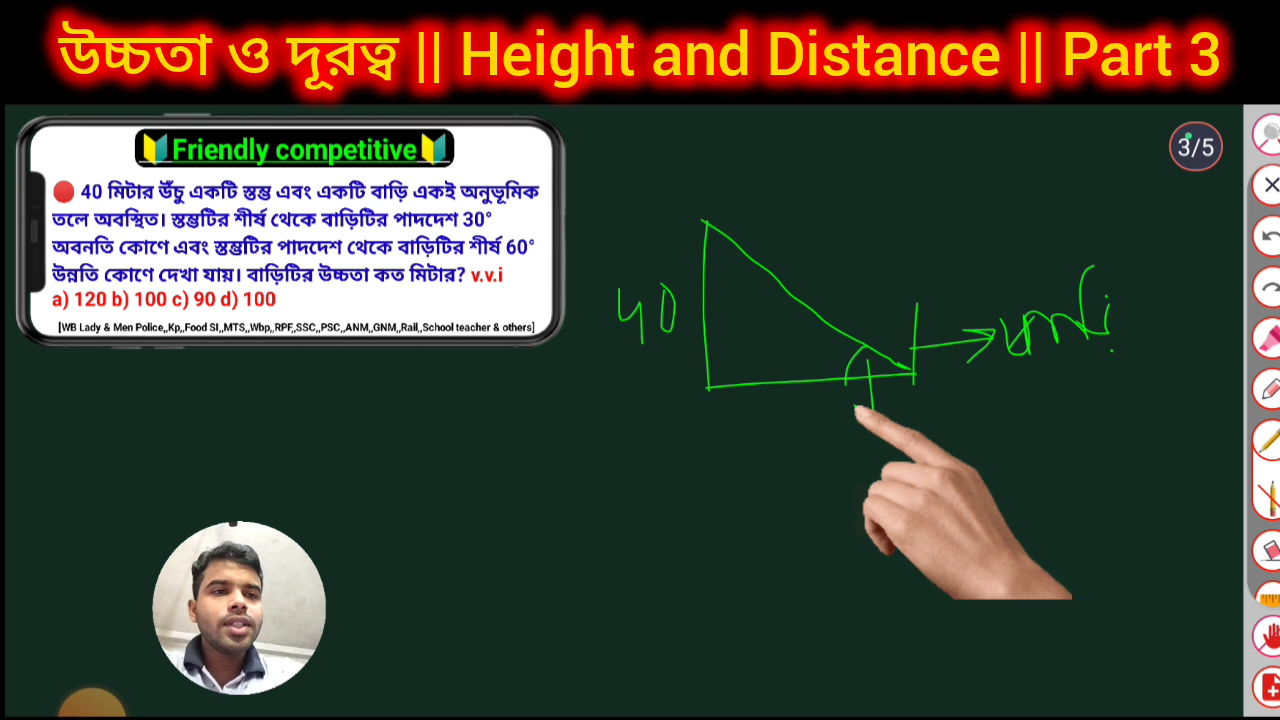 উচ্চতা ও দূরত্ব || Height and Distance || Part 3
🔰Friendly competitive🔰
🔴 40 মিটার উঁচু একটি স্তম্ভ এবং একটি বাড়ি একই অনুভূমিক
তলে অবস্থিত। স্তম্ভটির শীর্ষ থেকে বাড়িটির পাদদেশ 30°
অবনতি কোণে এবং স্তম্ভটির পাদদেশ থেকে বাড়িটির শীর্ষ 60°
উন্নতি কোণে দেখা যায়। বাড়িটির উচ্চতা কত মিটার? v.v.i
a) 120 b) 100 c) 90 d) 100
[WB Lady & Men Police,,Kp,,Food SI,,MTS,,Wbp,,RPF,,SSC,,PSC,,ANM,,GNM,,Rail,,School teacher & others]
3/5
40
বাড়ি